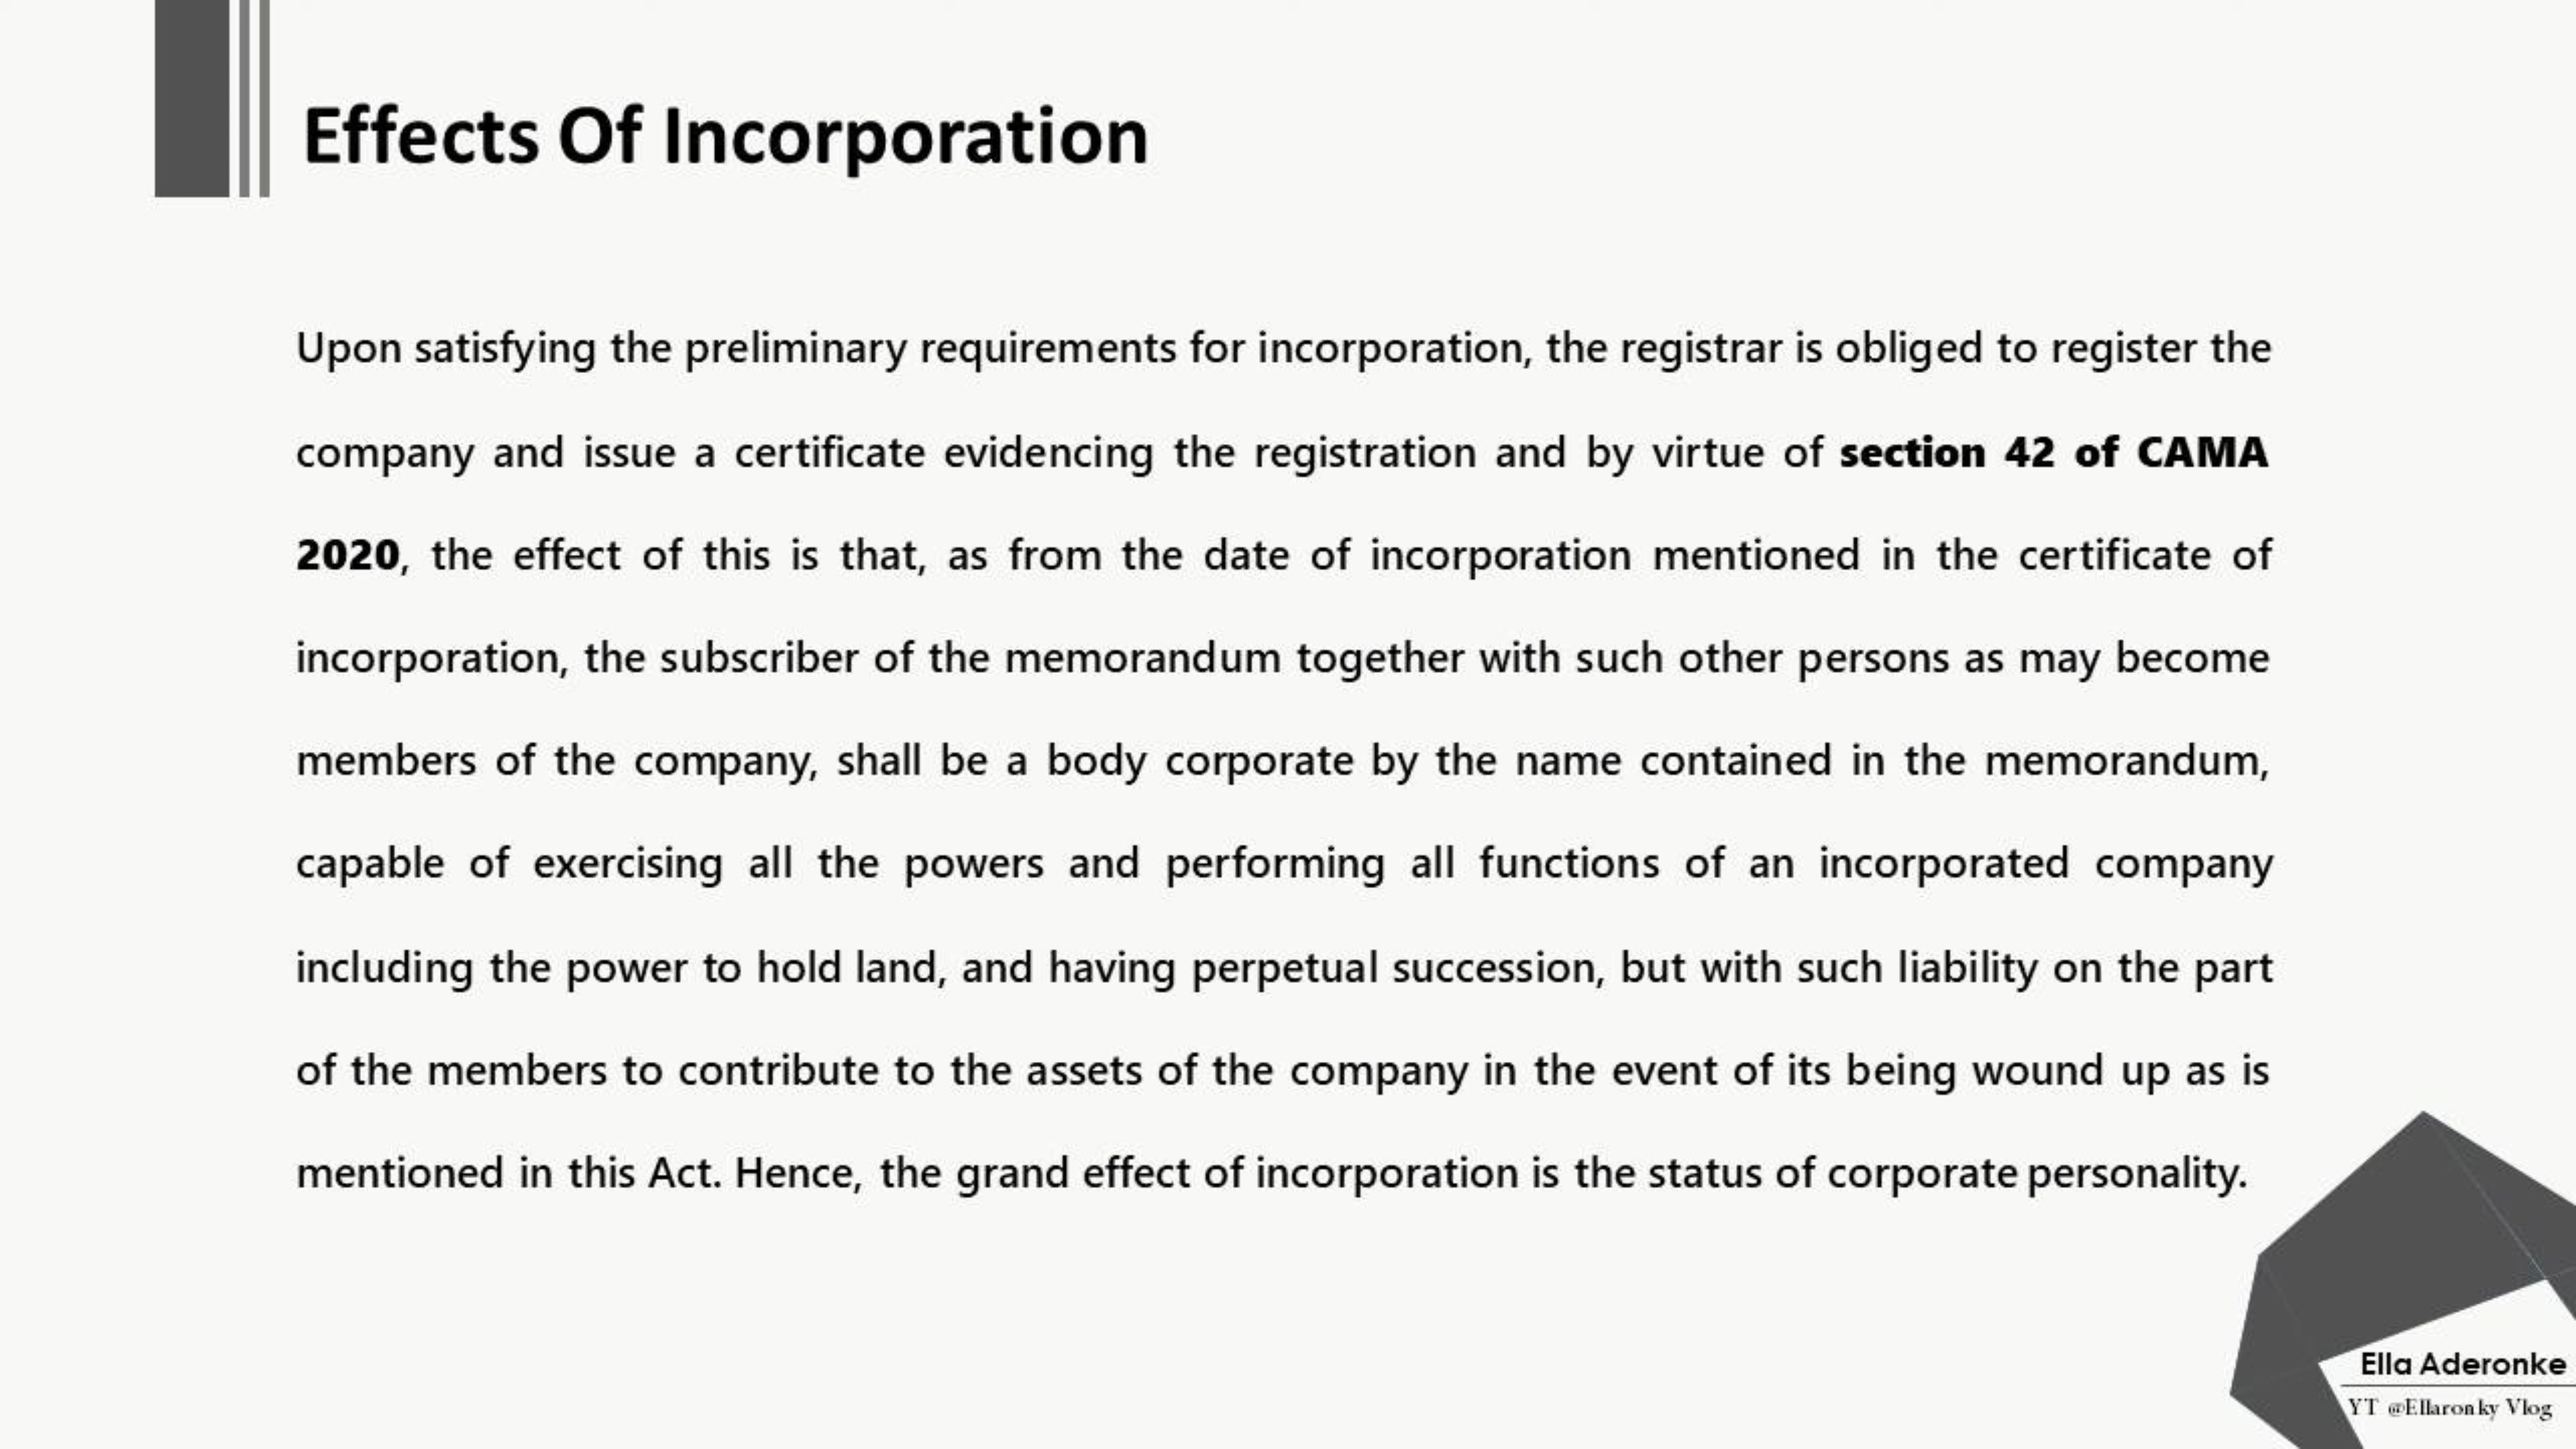 Effects Of Incorporation
Upon satisfying the preliminary requirements for incorporation, the registrar is obliged to register the
company and issue a certificate evidencing the registration and by virtue of section 42 of CAMA
2020, the effect of this is that, as from the date of incorporation mentioned in the certificate of
incorporation, the subscriber of the memorandum together with such other persons as may become
members of the company, shall be a body corporate by the name contained in the memorandum,
capable of exercising all the powers and performing all functions of an incorporated company
including the power to hold land, and having perpetual succession, but with such liability on the part
of the members to contribute to the assets of the company in the event of its being wound up as is
mentioned in this Act. Hence, the grand effect of incorporation is the status of corporate personality.
Ella Aderonke
YT @Ellaronky Vlog